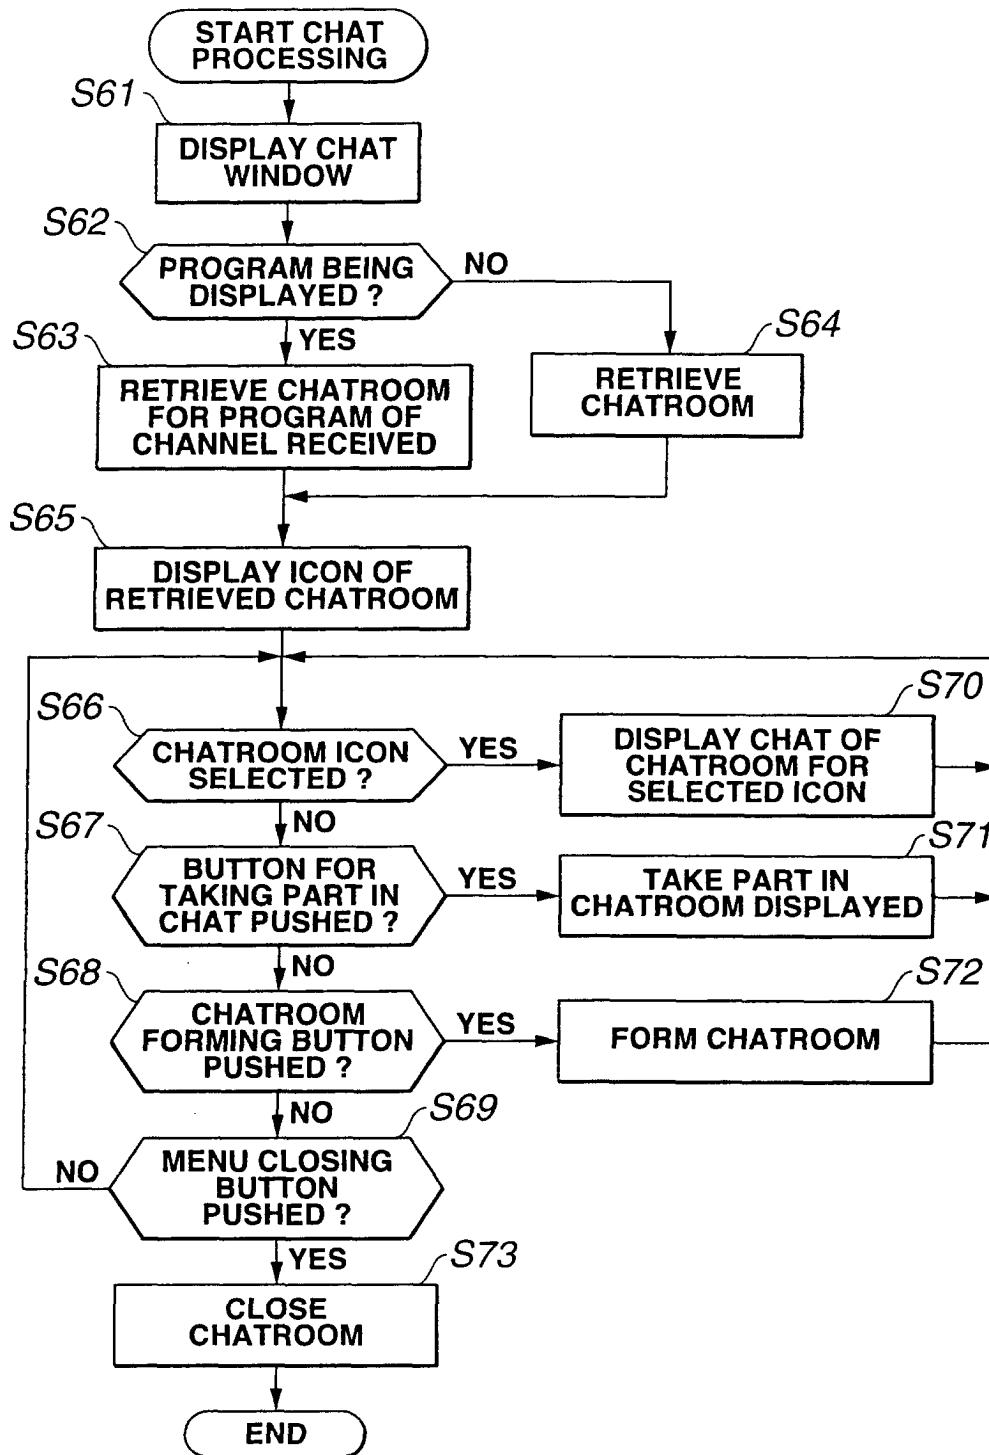 START CHAT
PROCESSING
S61
DISPLAY CHAT
WINDOW
S62
PROGRAM BEING
DISPLAYED ?
NO
YES
S63
RETRIEVE CHATROOM
FOR PROGRAM OF
CHANNEL RECEIVED
S64
RETRIEVE
CHATROOM
S65
DISPLAY ICON OF
RETRIEVED CHATROOM
S66
CHATROOM ICON
SELECTED ?
YES
S70
DISPLAY CHAT OF
CHATROOM FOR
SELECTED ICON
NO
S67
BUTTON FOR
TAKING PART IN
CHAT PUSHED ?
YES
S71
TAKE PART IN
CHATROOM DISPLAYED
NO
S68
CHATROOM
FORMING BUTTON
PUSHED ?
YES
S72
FORM CHATROOM
NO
S69
MENU CLOSING
BUTTON
PUSHED ?
NO
YES
S73
CLOSE
CHATROOM
END